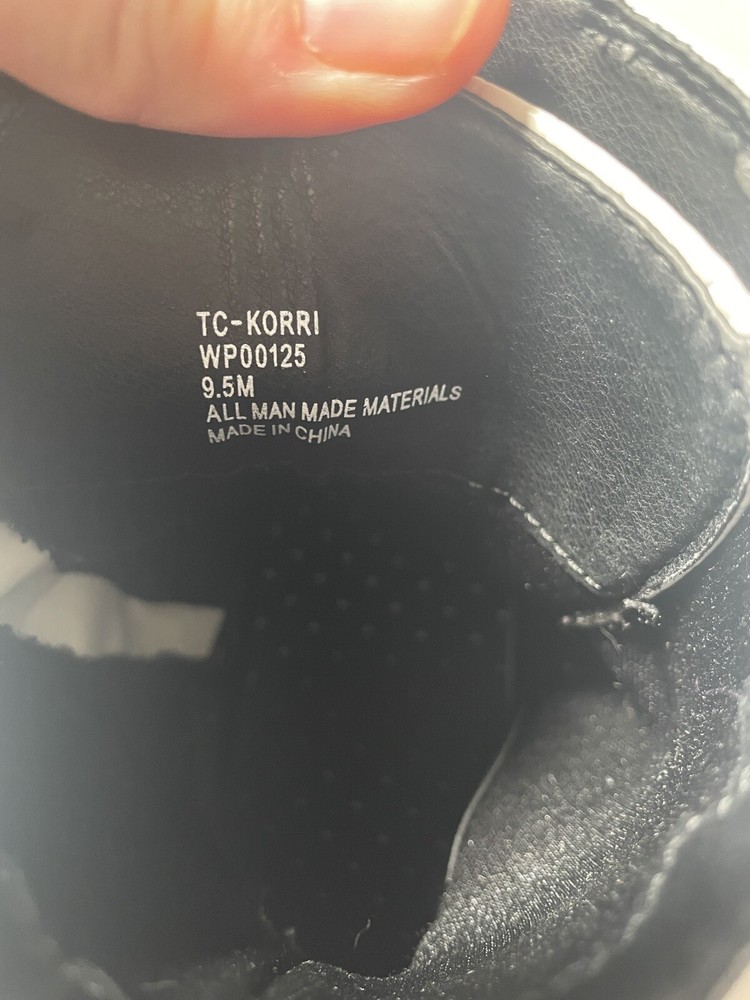 TC-KORRI
WP00125
9.5M
ALL MAN MADE MATERIALS
MADE IN CHINA